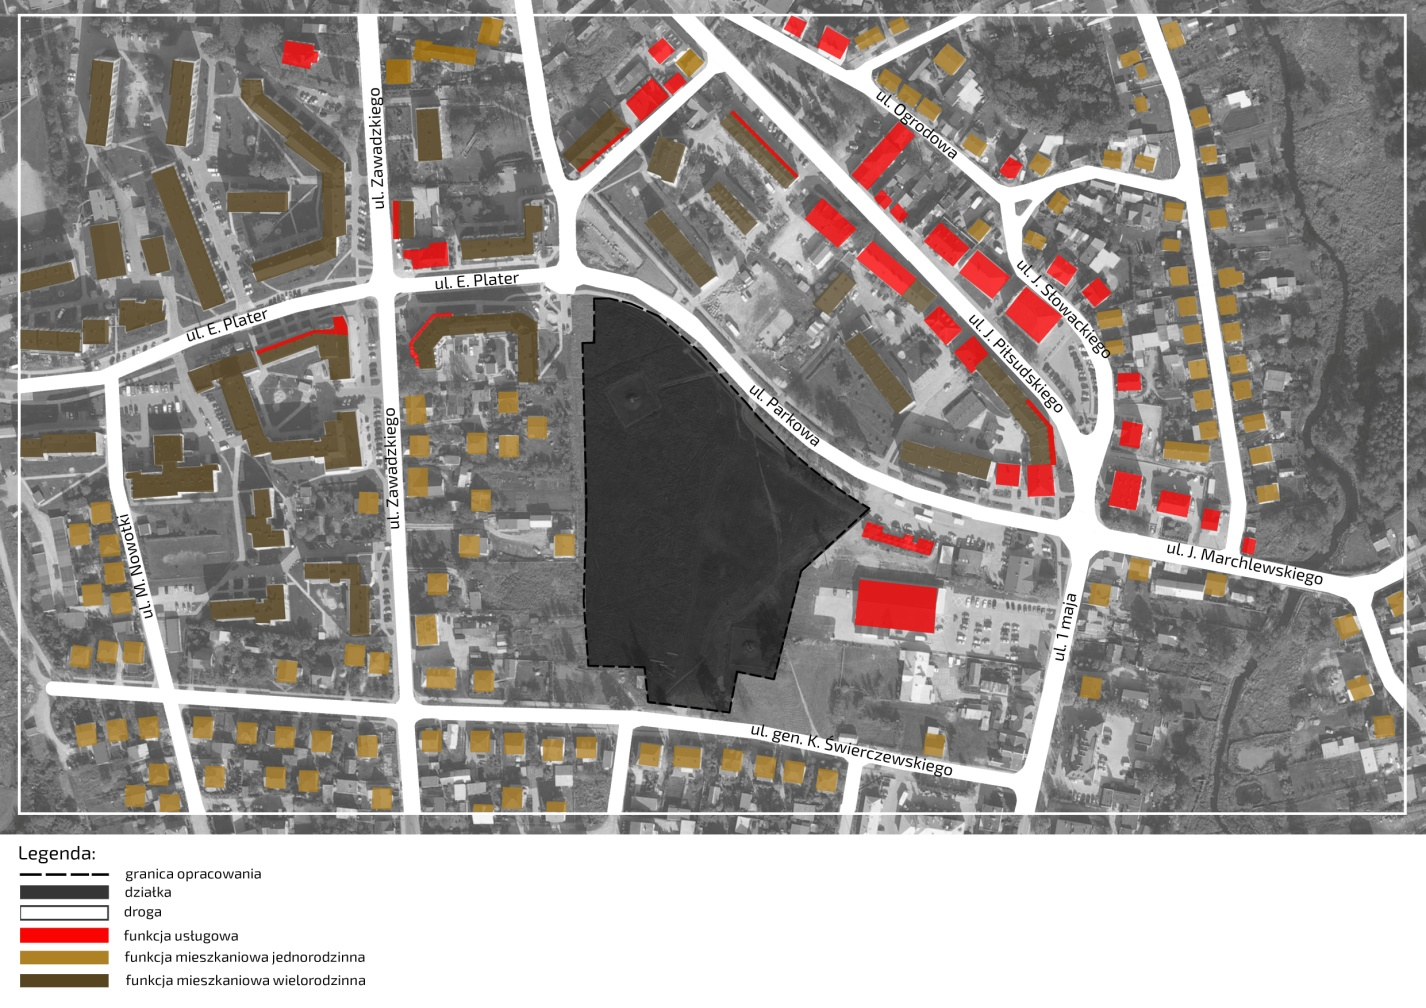 ul. Zawadzkiego
ul. Ogrodowa
ul. E. Plater
ul. E. Plater
ul. J. Słowackiego
ul. J. Piłsudskiego
ul. Parkowa
ul. Zawadzkiego
ul. M. Nowotki
ul. J. Marchlewskiego
ul. 1 maja
ul. gen. K. Świerczewskiego
Legenda:
granica opracowania
działka
droga
funkcja usługowa
funkcja mieszkaniowa jednorodzinna
funkcja mieszkaniowa wielorodzinna